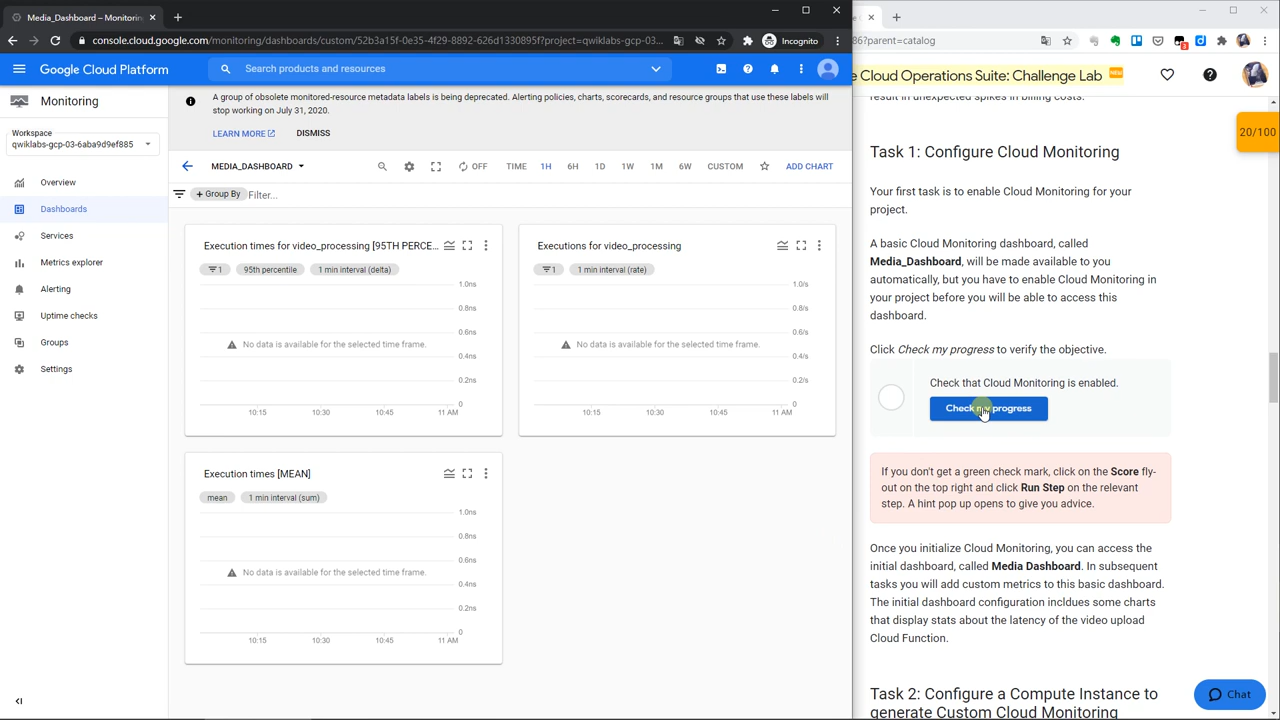 Media_Dashboard – Monitorin
console.cloud.google.com/monitoring/dashboards/custom/52b3a15f-0e35-4f29-8892-626d1330895f?project=qwiklabs-gcp-03...
Incognito
86?parent=catalog
3
Google Cloud Platform
Search products and resources
e Cloud Operations Suite: Challenge Lab
New
result in unexpected spikes in billing costs.
20/100
Monitoring
Workspace
qwiklabs-gcp-03-6aba9d9ef885
Overview
Dashboards
Services
Metrics explorer
Alerting
Uptime checks
Groups
Settings
A group of obsolete monitored-resource metadata labels is being deprecated. Alerting policies, charts, scorecards, and resource groups that use these labels will
stop working on July 31, 2020.
LEARN MORE
DISMISS
MEDIA_DASHBOARD
OFF
TIME
1H
6H
1D
1W
1M
6W
CUSTOM
ADD CHART
+ Group By
Filter...
Execution times for video_processing [95TH PERCE...
1
95th percentile
1 min interval (delta)
1.0ns
0.8ns
0.6ns
No data is available for the selected time frame.
0.4ns
0.2ns
0
10:15
10:30
10:45
11 AM
Executions for video_processing
1
1 min interval (rate)
1.0/s
0.8/s
0.6/s
No data is available for the selected time frame.
0.4/s
0.2/s
0
10:15
10:30
10:45
11 AM
Execution times [MEAN]
mean
1 min interval (sum)
1.0ns
0.8ns
0.6ns
No data is available for the selected time frame.
0.4ns
0.2ns
0
10:15
10:30
10:45
11 AM
Task 1: Configure Cloud Monitoring
Your first task is to enable Cloud Monitoring for your
project.
A basic Cloud Monitoring dashboard, called
Media_Dashboard, will be made available to you
automatically, but you have to enable Cloud Monitoring in
your project before you will be able to access this
dashboard.
Click Check my progress to verify the objective.
Check that Cloud Monitoring is enabled.
Check my progress
If you don't get a green check mark, click on the Score fly-
out on the top right and click Run Step on the relevant
step. A hint pop up opens to give you advice.
Once you initialize Cloud Monitoring, you can access the
initial dashboard, called Media Dashboard. In subsequent
tasks you will add custom metrics to this basic dashboard.
The initial dashboard configuration incldues some charts
that display stats about the latency of the video upload
Cloud Function.
Task 2: Configure a Compute Instance to
generate Custom Cloud Monitoring
Chat